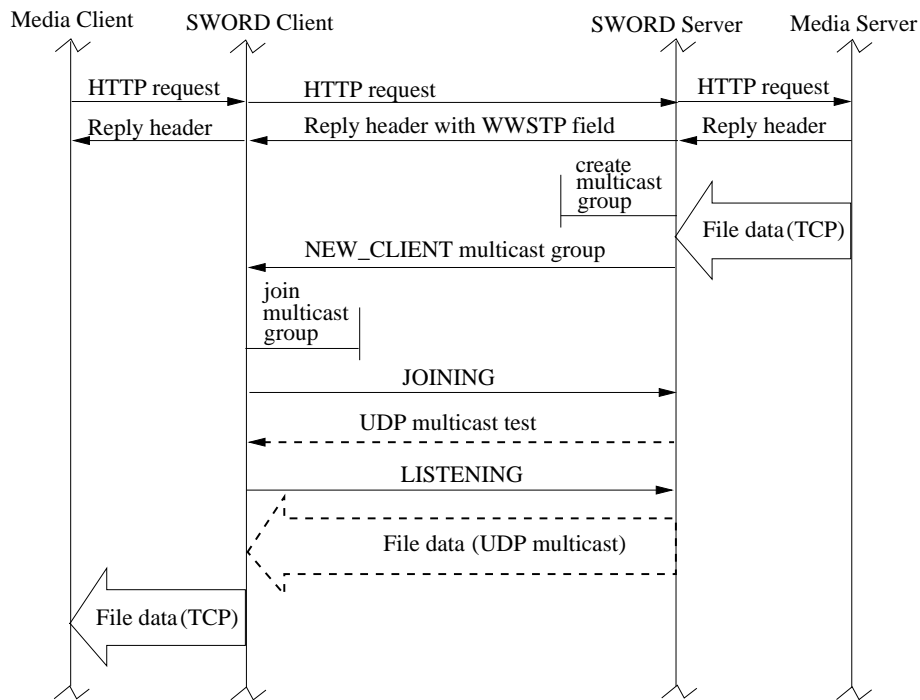 Media Client
SWORD Client
SWORD Server
Media Server
HTTP request
HTTP request
HTTP request
Reply header
Reply header with WWSTP field
Reply header
create
multicast
group
File data (TCP)
NEW_CLIENT multicast group
join
multicast
group
JOINING
UDP multicast test
LISTENING
File data (UDP multicast)
File data (TCP)